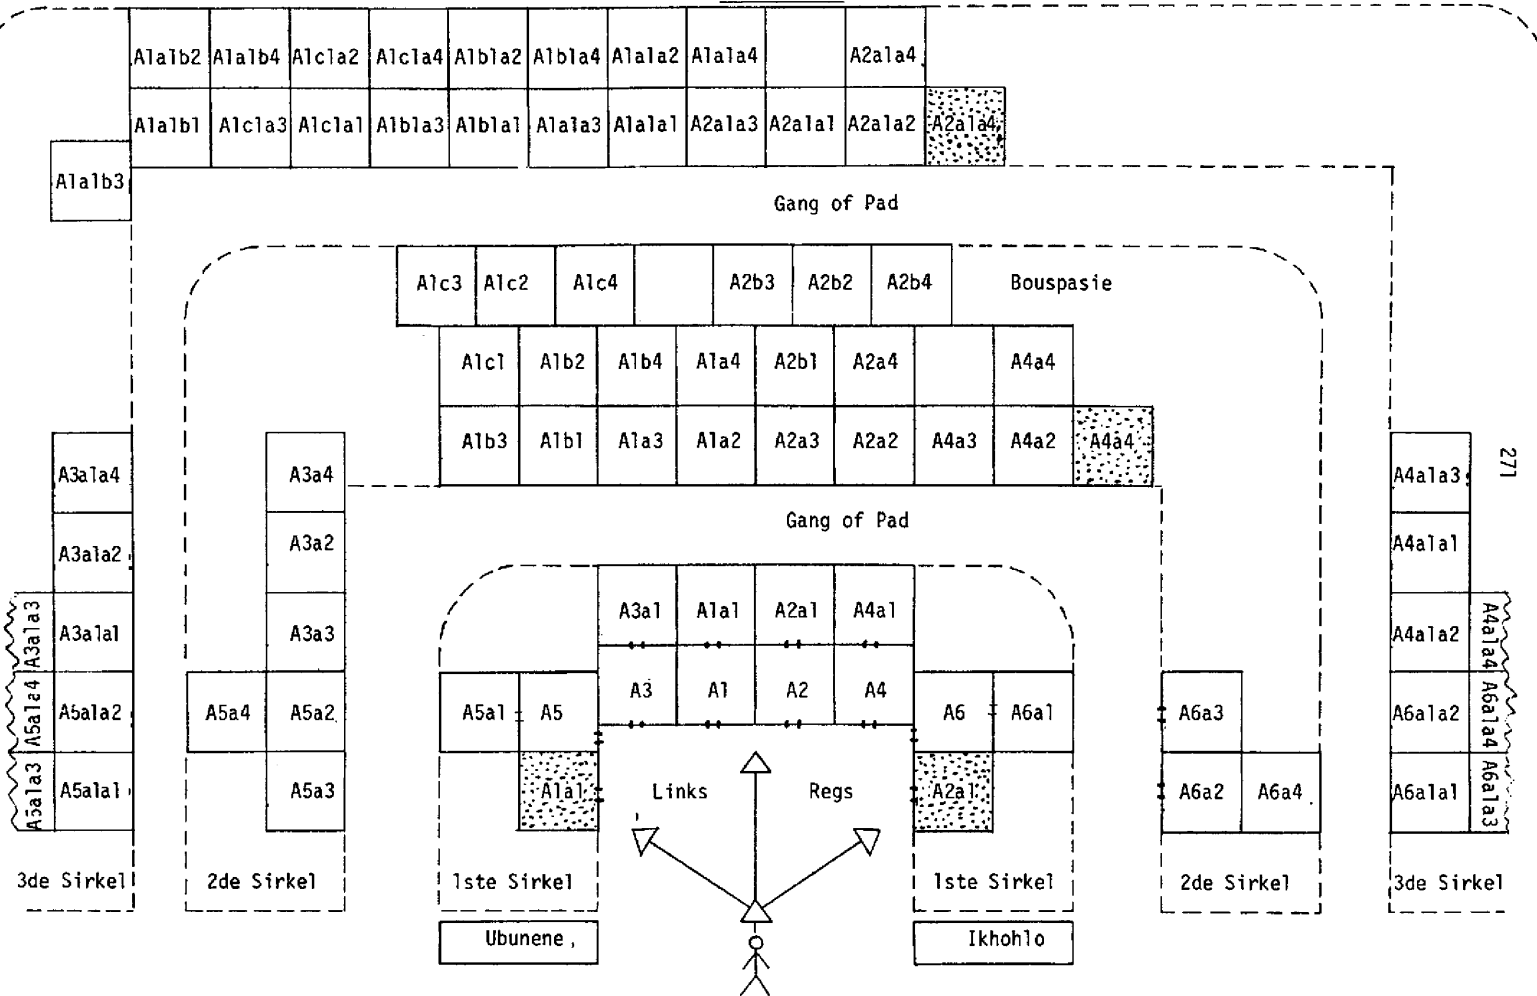 A1a1b2 A1a1b4 A1c1a2 A1c1a4 A1b1a2 A1b1a4 A1a1a2 A1a1a4 A2a1a4
A1a1b1 A1c1a3 A1c1a1 A1b1a3 A1b1a1 A1a1a3 A1a1a1 A2a1a3 A2a1a1 A2a1a2 A2a1a4
A1a1b3
Gang of Pad
A1c3 A1c2 A1c4 A2b3 A2b2 A2b4 Bouspasie
A1c1 A1b2 A1b4 A1a4 A2b1 A2a4 A4a4
A1b3 A1b1 A1a3 A1a2 A2a3 A2a2 A4a3 A4a2 A4a4
A3a1a4 A3a4 A4a1a3 271
Gang of Pad
A3a1a2 A3a2 A4a1a1
A3a1a3 A3a1a1 A3a3 A3a1 A1a1 A2a1 A4a1 A4a1a2 A4a1a4
A5a1a4 A5a1a2 A5a4 A5a2 A5a1 A5 A3 A1 A2 A4 A6 A6a1 A6a3 A6a1a2 A6a1a4
A5a1a3 A5a1a1 A5a3 A1a1 Links Regs A2a1 A6a2 A6a4 A6a1a1 A6a1a3
3de Sirkel 2de Sirkel 1ste Sirkel 1ste Sirkel 2de Sirkel 3de Sirkel
Ubunene, Ikhohlo